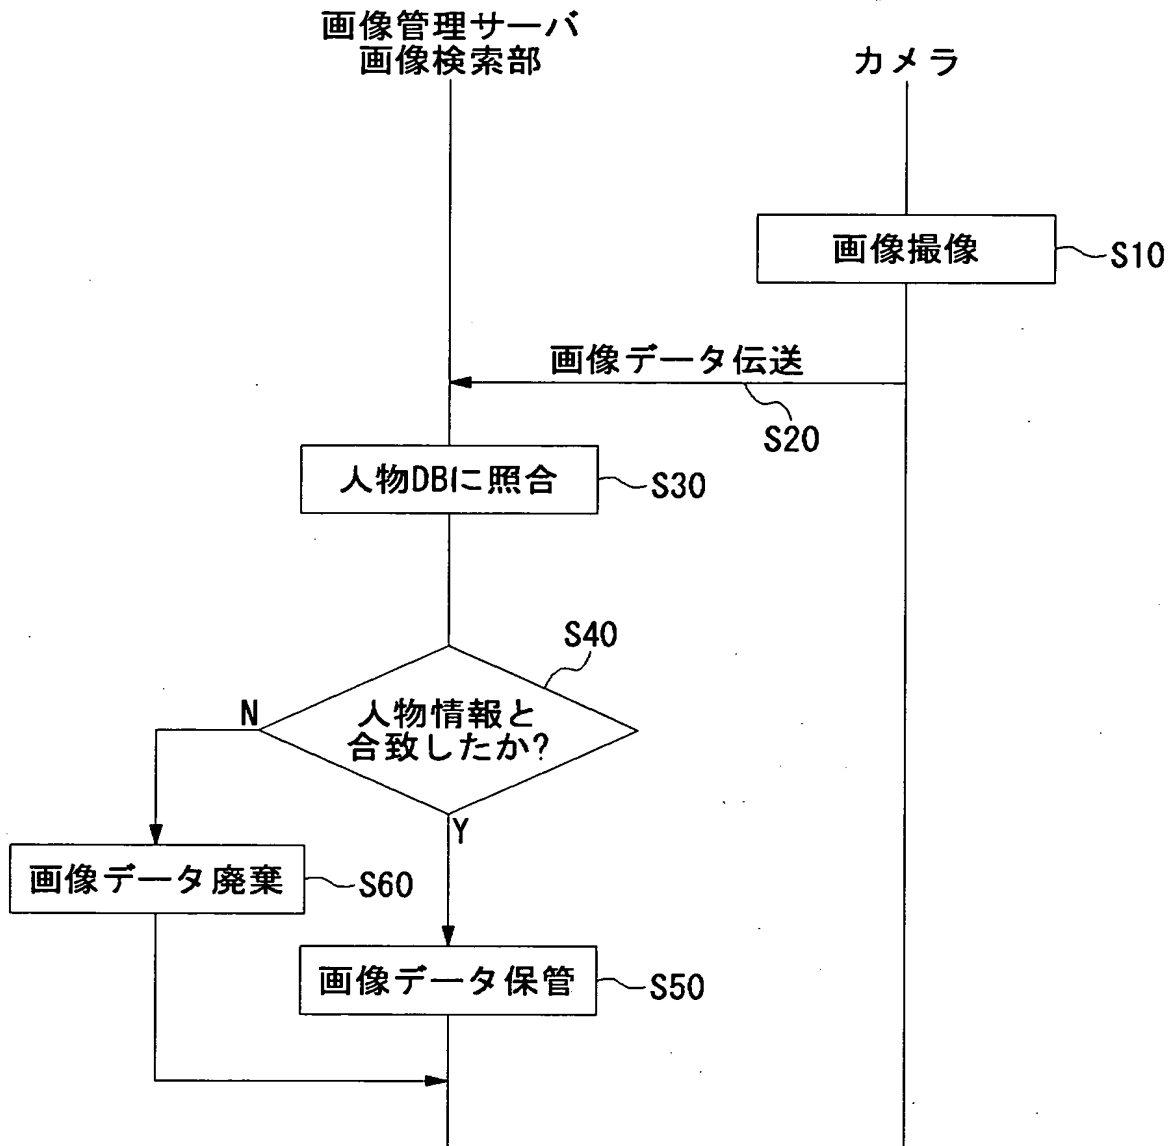 画像管理サーバ
画像検索部
カメラ
画像撮像
S10
画像データ伝送
S20
人物DBに照合
S30
S40
人物情報と
合致したか?
N
Y
画像データ廃棄
S60
画像データ保管
S50